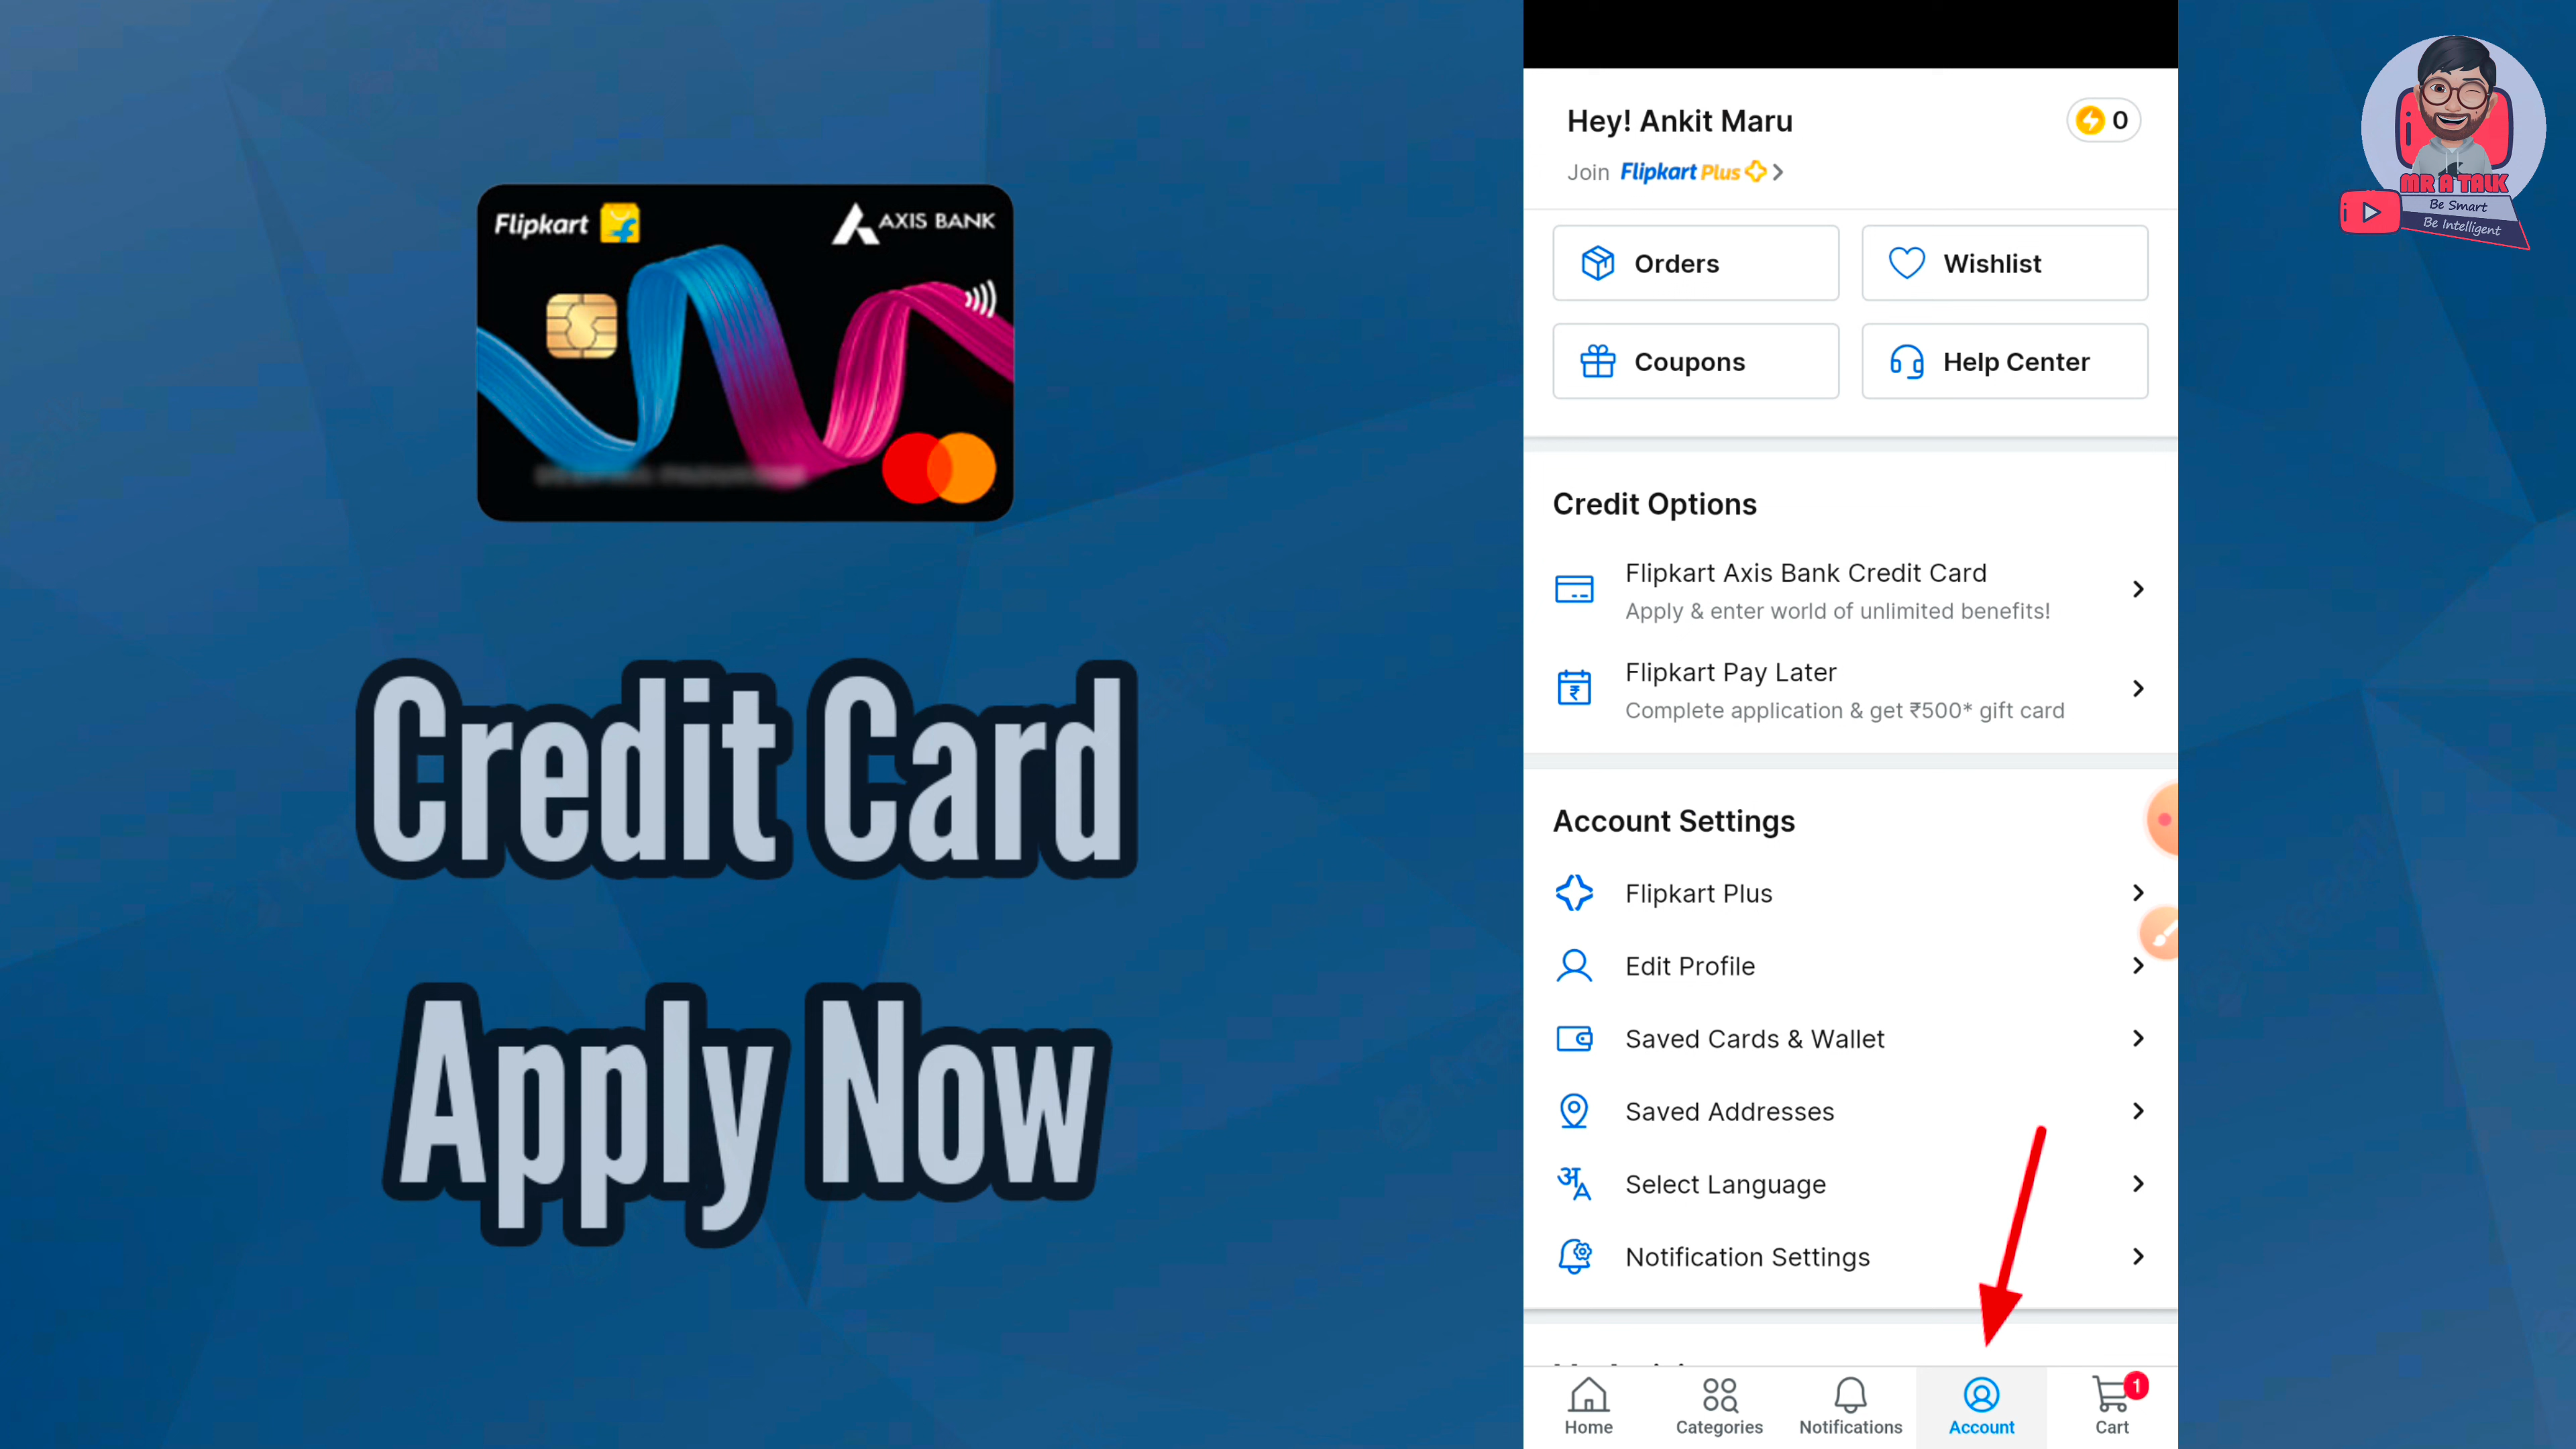 Flipkart
AXIS BANK
Credit Card
Apply Now
Hey! Ankit Maru
0
Join Flipkart Plus
Orders
Wishlist
Coupons
Help Center
Credit Options
Flipkart Axis Bank Credit Card
Apply & enter world of unlimited benefits!
Flipkart Pay Later
Complete application & get ₹500* gift card
Account Settings
Flipkart Plus
Edit Profile
Saved Cards & Wallet
Saved Addresses
Select Language
Notification Settings
Home
Categories
Notifications
Account
1
Cart
MR A TALK
Be Smart
Be Intelligent